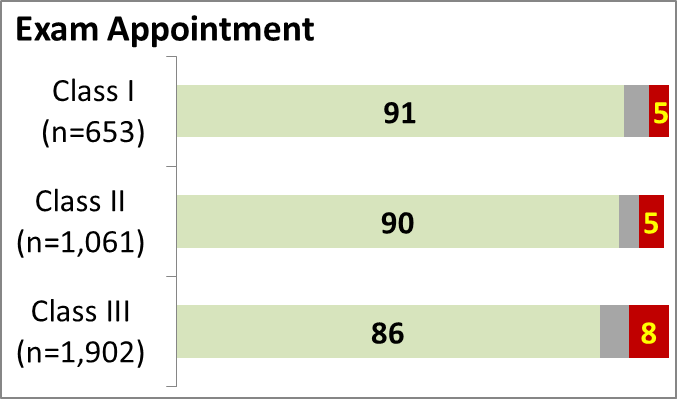 Exam Appointment
Class I
(n=653)
91 5
Class II
(n=1,061)
90 5
Class III
(n=1,902)
86 8